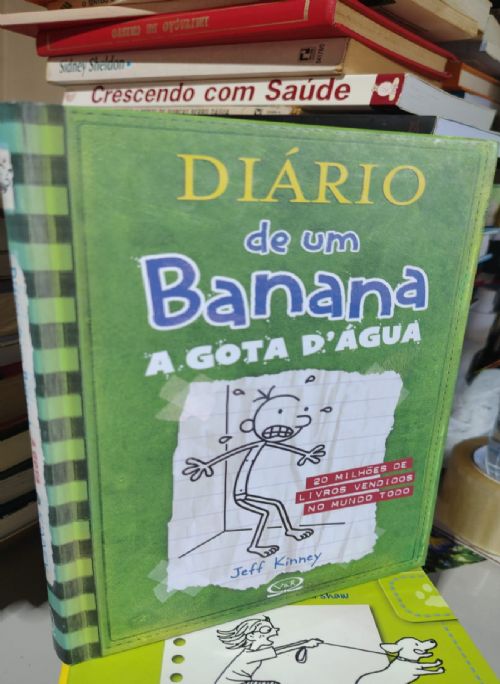 Sidney Sheldon
Crescendo com Saúde
DIÁRIO
de um
Banana
A GOTA D'ÁGUA
20 MILHÕES DE
LIVROS VENDIDOS
NO MUNDO TODO
Jeff Kinney
V&R